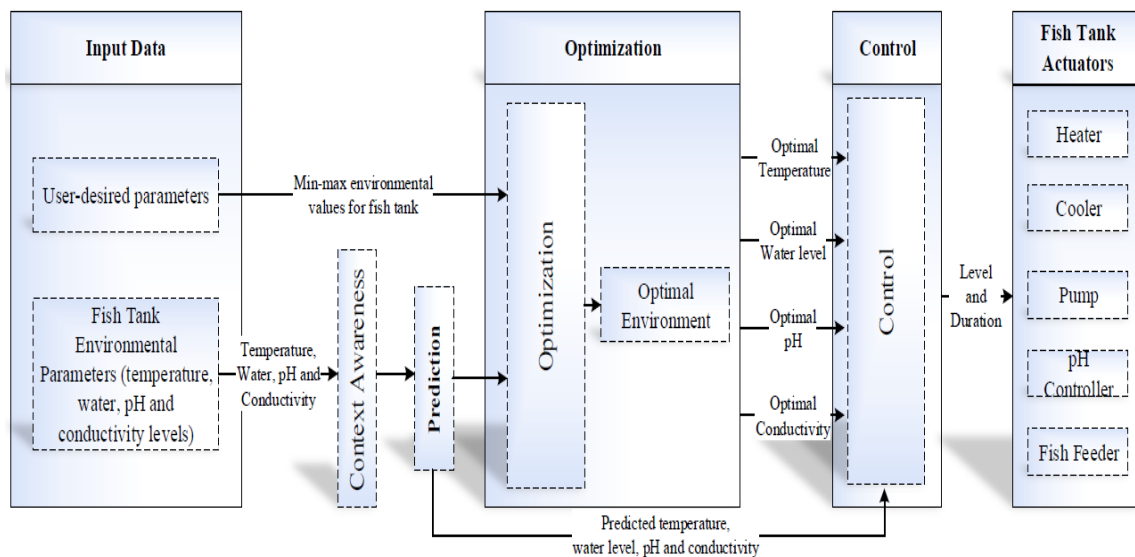 Input Data
User-desired parameters
Fish Tank
Environmental
Parameters (temperature,
water, pH and
conductivity levels)
Min-max environmental
values for fish tank
Temperature,
Water, pH and
Conductivity
Context Awareness
Prediction
Optimization
Optimization
Optimal
Environment
Optimal
Temperature
Optimal
Water level
Optimal
pH
Optimal
Conductivity
Predicted temperature,
water level, pH and conductivity
Control
Control
Level
and
Duration
Fish Tank
Actuators
Heater
Cooler
Pump
pH
Controller
Fish Feeder